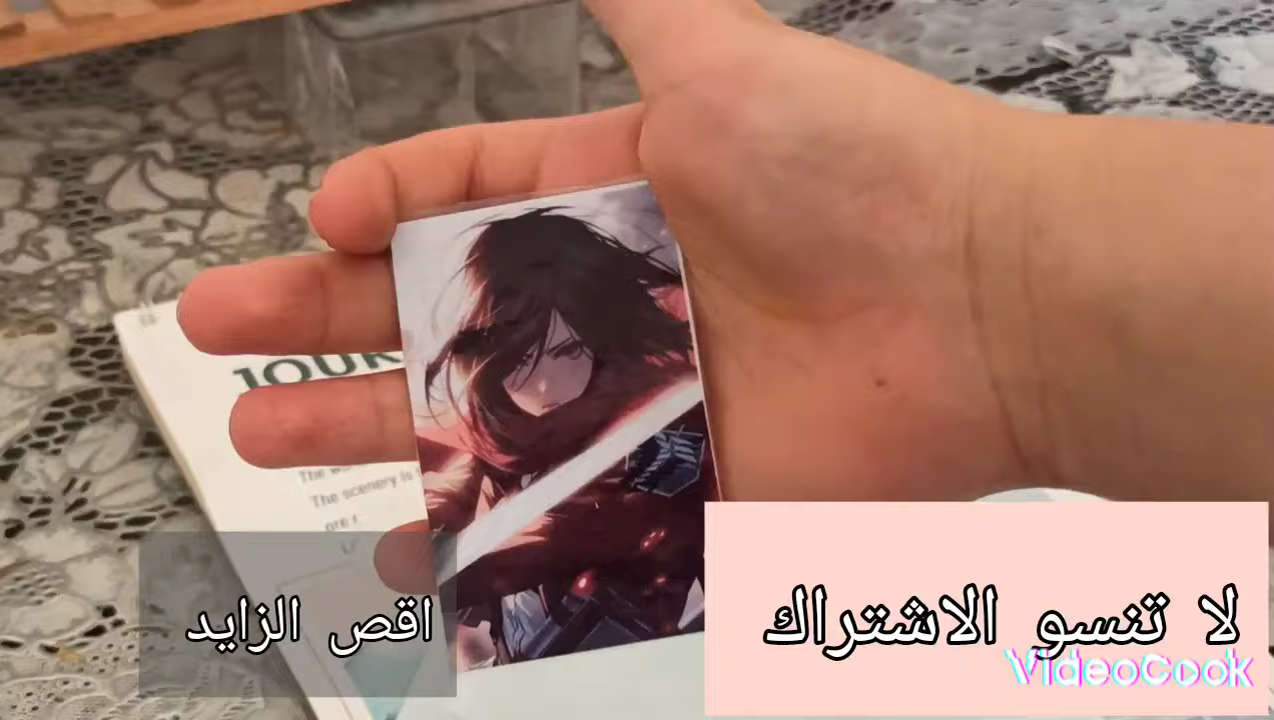 JOUR
The scenery is
اقص الزايد
لا تنسو الاشتراك
VideoCook